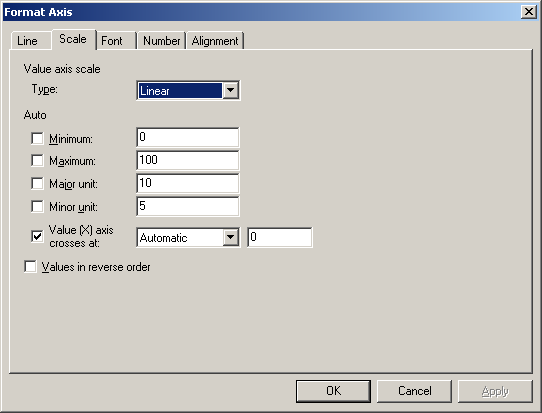 Format Axis
Line Scale Font Number Alignment
Value axis scale
Type: Linear
Auto
Minimum: 0
Maximum: 100
Major unit: 10
Minor unit: 5
Value (X) axis
crosses at: Automatic 0
Values in reverse order
OK Cancel Apply